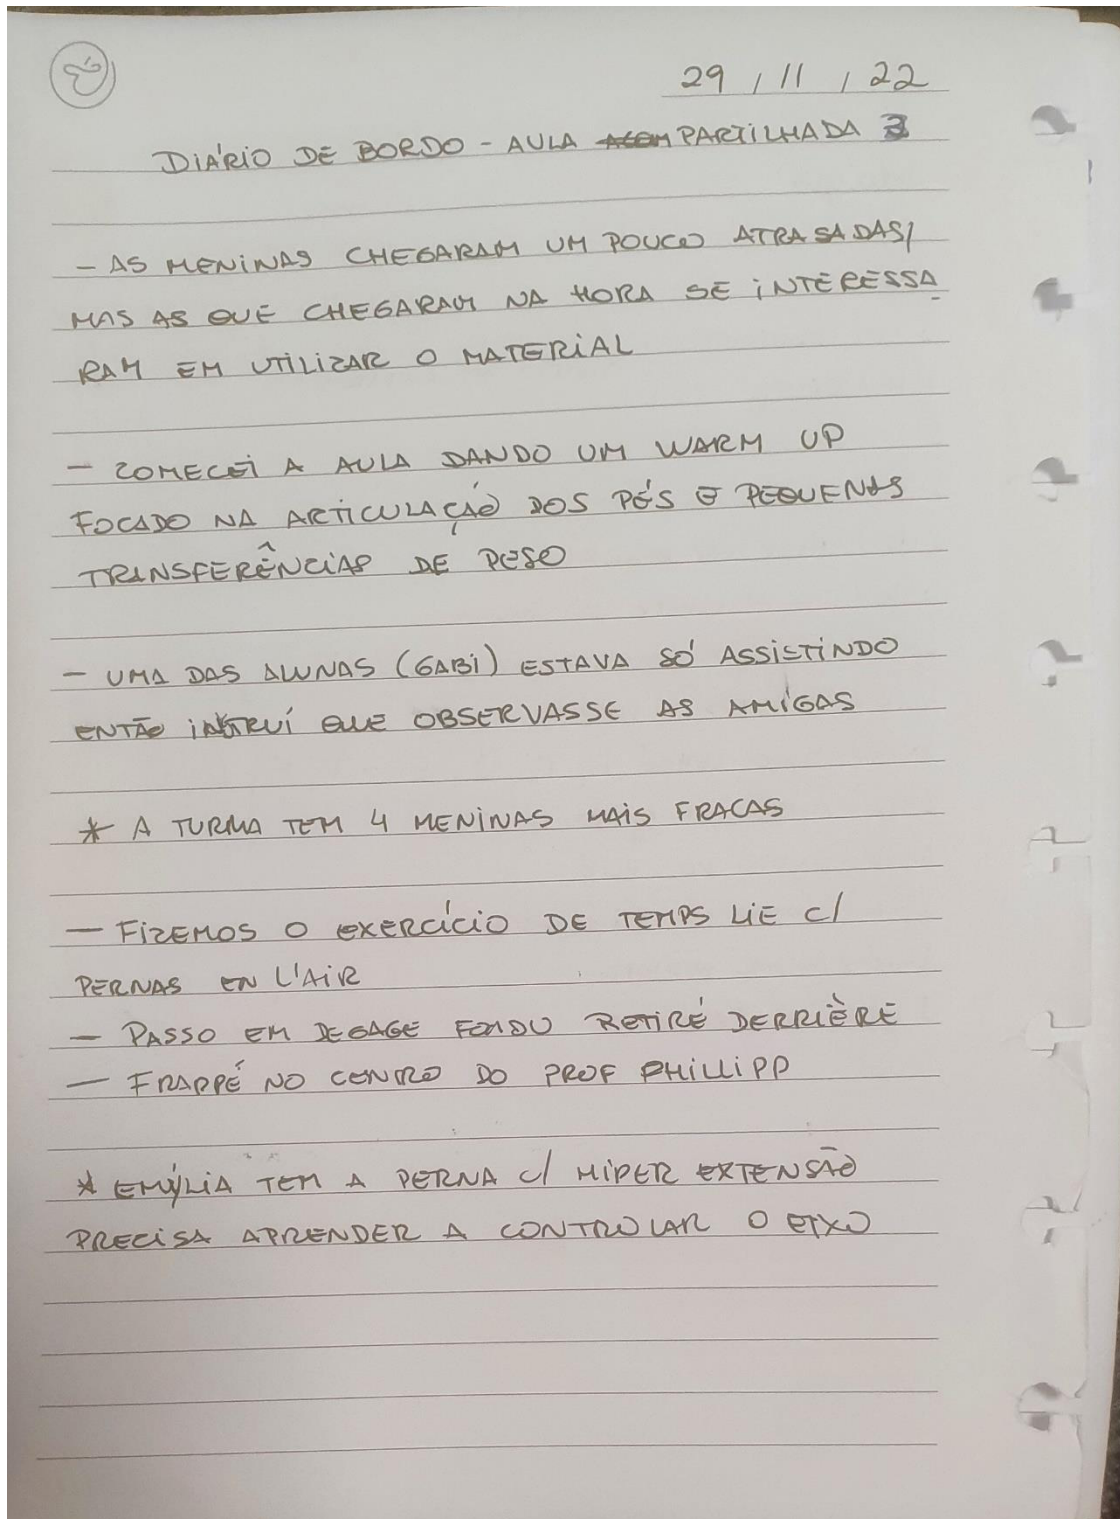 29 / 11 / 22
DIÁRIO DE BORDO - AULA PARTILHADA 3
- AS MENINAS CHEGARAM UM POUCO ATRASADAS,
MAS AS QUE CHEGARAM NA HORA SE INTERESSA
RAM EM UTILIZAR O MATERIAL
- COMECEI A AULA DANDO UM WARM UP
FOCADO NA ARTICULAÇÃO DOS PÉS E PEQUENAS
TRANSFERÊNCIAS DE PESO
- UMA DAS ALUNAS (GABI) ESTAVA SÓ ASSISTINDO
ENTÃO INSTRUÍ QUE OBSERVASSE AS AMIGAS
* A TURMA TEM 4 MENINAS MAIS FRACAS
- FIZEMOS O EXERCÍCIO DE TEMPS LIE C/
PERNAS EN L'AIR
- PASSO EM DEGAGE FONDU RETIRÉ DERRIÈRE
- FRAPPÉ NO CENTRO DO PROF PHILLIPP
* EMÝLIA TEM A PERNA C/ HIPER EXTENSÃO
PRECISA APRENDER A CONTROLAR O EIXO